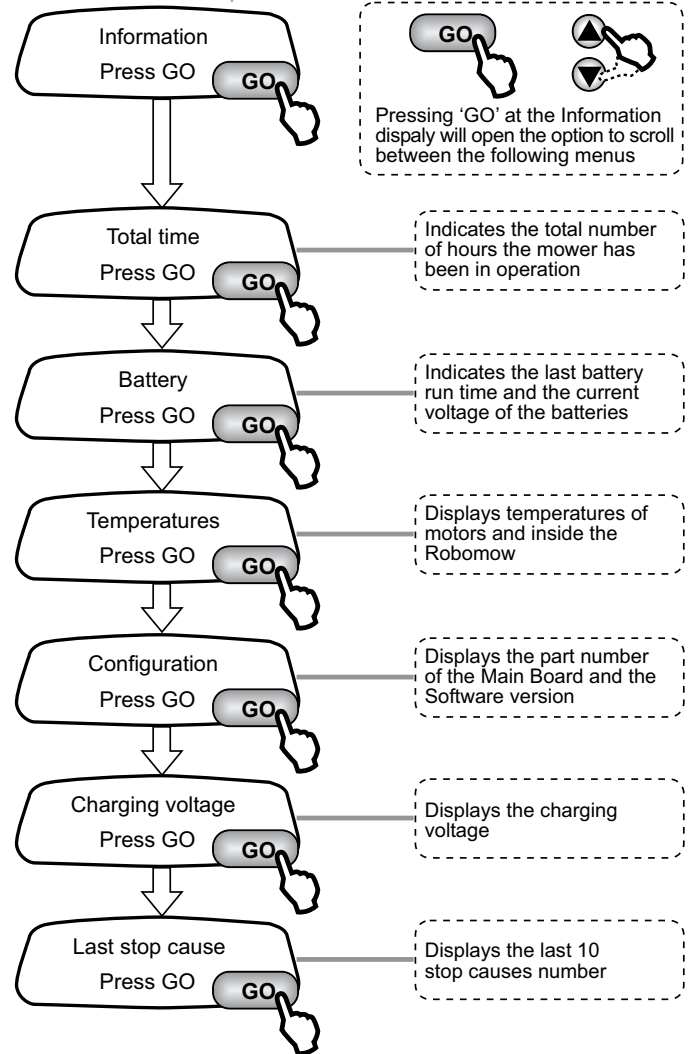 Information
Press GO
GO
GO
Pressing ‘GO’ at the Information
dispaly will open the option to scroll
between the following menus
Total time
Press GO
GO
Indicates the total number
of hours the mower has
been in operation
Battery
Press GO
GO
Indicates the last battery
run time and the current
voltage of the batteries
Temperatures
Press GO
GO
Displays temperatures of
motors and inside the
Robomow
Configuration
Press GO
GO
Displays the part number
of the Main Board and the
Software version
Charging voltage
Press GO
GO
Displays the charging
voltage
Last stop cause
Press GO
GO
Displays the last 10
stop causes number